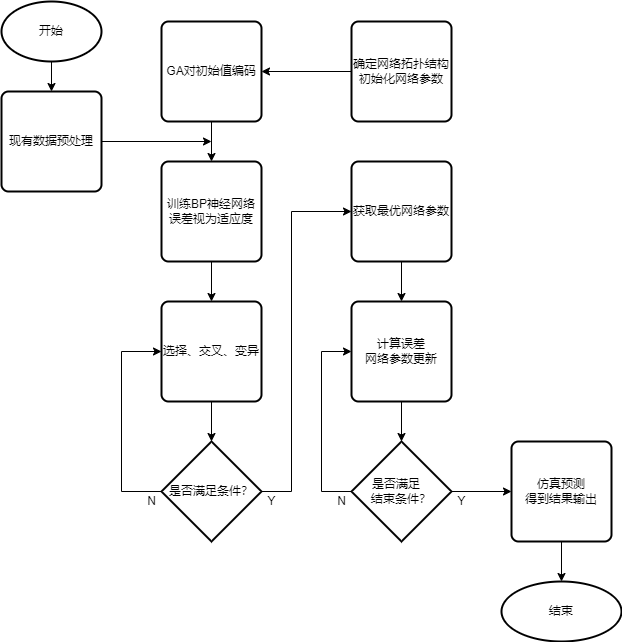 开始
现有数据预处理
GA对初始值编码
确定网络拓扑结构
初始化网络参数
训练BP神经网络
误差视为适应度
选择、交叉、变异
是否满足条件?
N
Y
获取最优网络参数
计算误差
网络参数更新
是否满足
结束条件?
N
Y
仿真预测
得到结果输出
结束